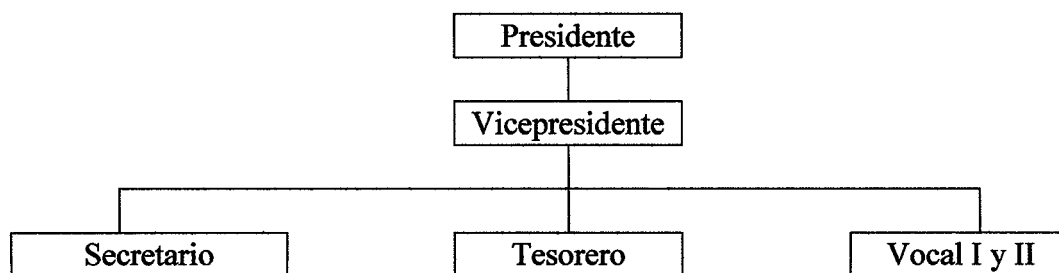 Presidente
Vicepresidente
Secretario
Tesorero
Vocal I y II